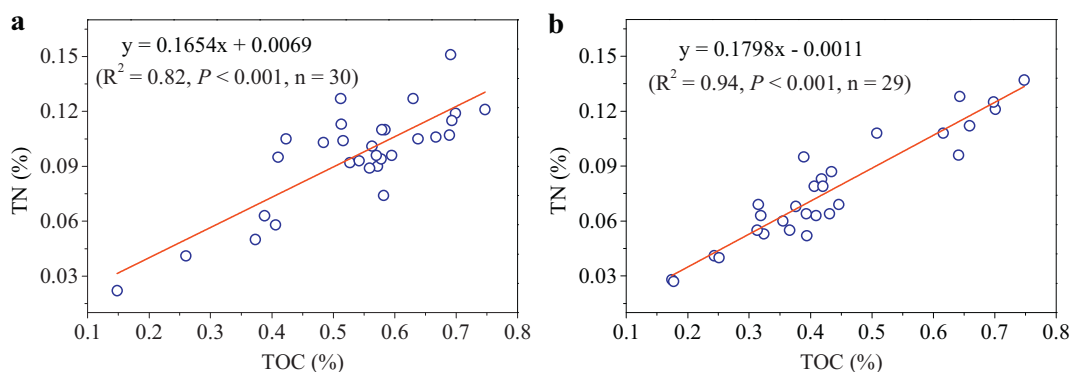 a
y = 0.1654x + 0.0069
(R² = 0.82, P < 0.001, n = 30)
TN (%)
0.15
0.12
0.09
0.06
0.03
0.1 0.2 0.3 0.4 0.5 0.6 0.7 0.8
TOC (%)
b
y = 0.1798x - 0.0011
(R² = 0.94, P < 0.001, n = 29)
TN (%)
0.15
0.12
0.09
0.06
0.03
0.1 0.2 0.3 0.4 0.5 0.6 0.7 0.8
TOC (%)